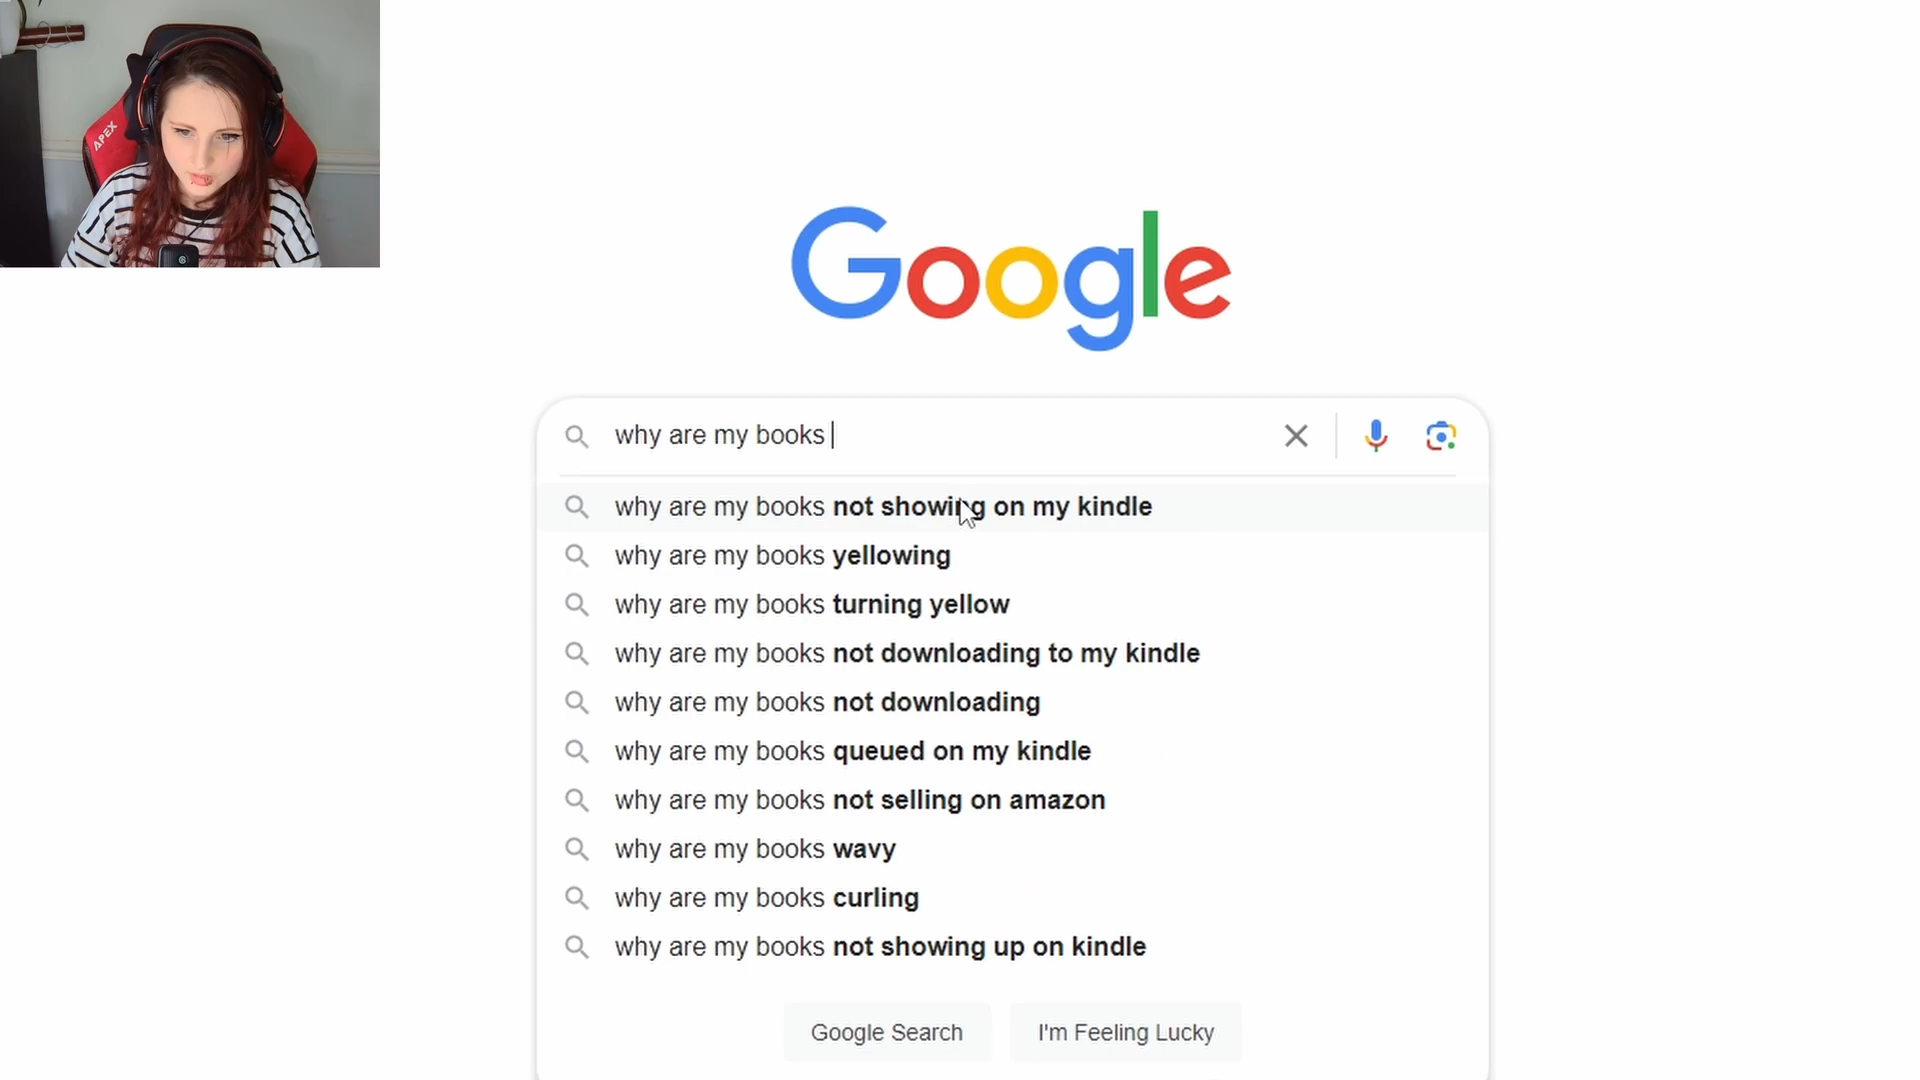 APEX
Google
why are my books
why are my books not showing on my kindle
why are my books yellowing
why are my books turning yellow
why are my books not downloading to my kindle
why are my books not downloading
why are my books queued on my kindle
why are my books not selling on amazon
why are my books wavy
why are my books curling
why are my books not showing up on kindle
Google Search
I'm Feeling Lucky